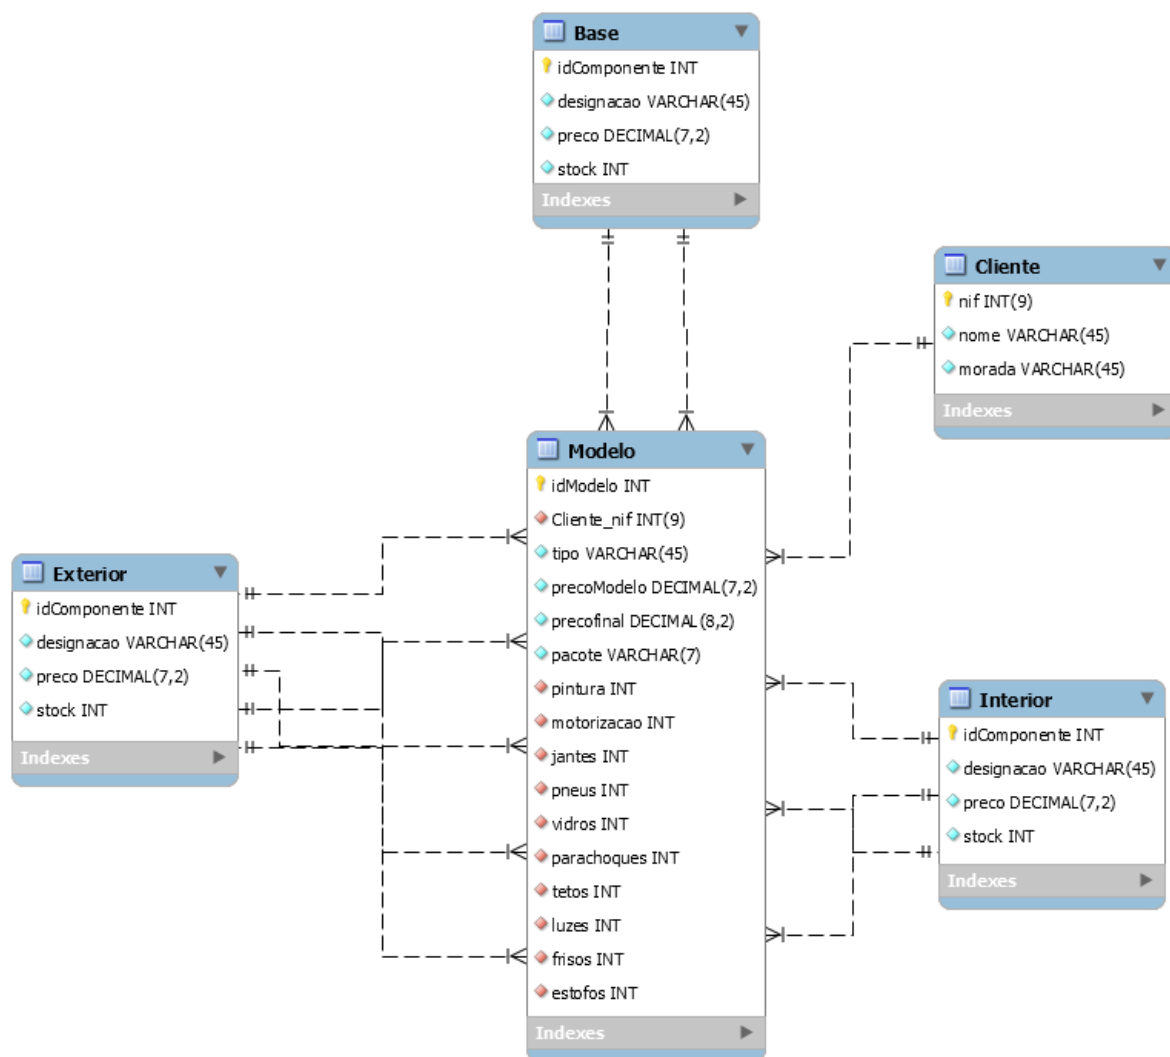 Base
idComponente INT
designacao VARCHAR(45)
preco DECIMAL(7,2)
stock INT
Indexes
Cliente
nif INT(9)
nome VARCHAR(45)
morada VARCHAR(45)
Indexes
Modelo
idModelo INT
Cliente_nif INT(9)
tipo VARCHAR(45)
precoModelo DECIMAL(7,2)
precofinal DECIMAL(8,2)
pacote VARCHAR(7)
pintura INT
motorizacao INT
jantes INT
pneus INT
vidros INT
parachoques INT
tetos INT
luzes INT
frisos INT
estofos INT
Indexes
Exterior
idComponente INT
designacao VARCHAR(45)
preco DECIMAL(7,2)
stock INT
Indexes
Interior
idComponente INT
designacao VARCHAR(45)
preco DECIMAL(7,2)
stock INT
Indexes